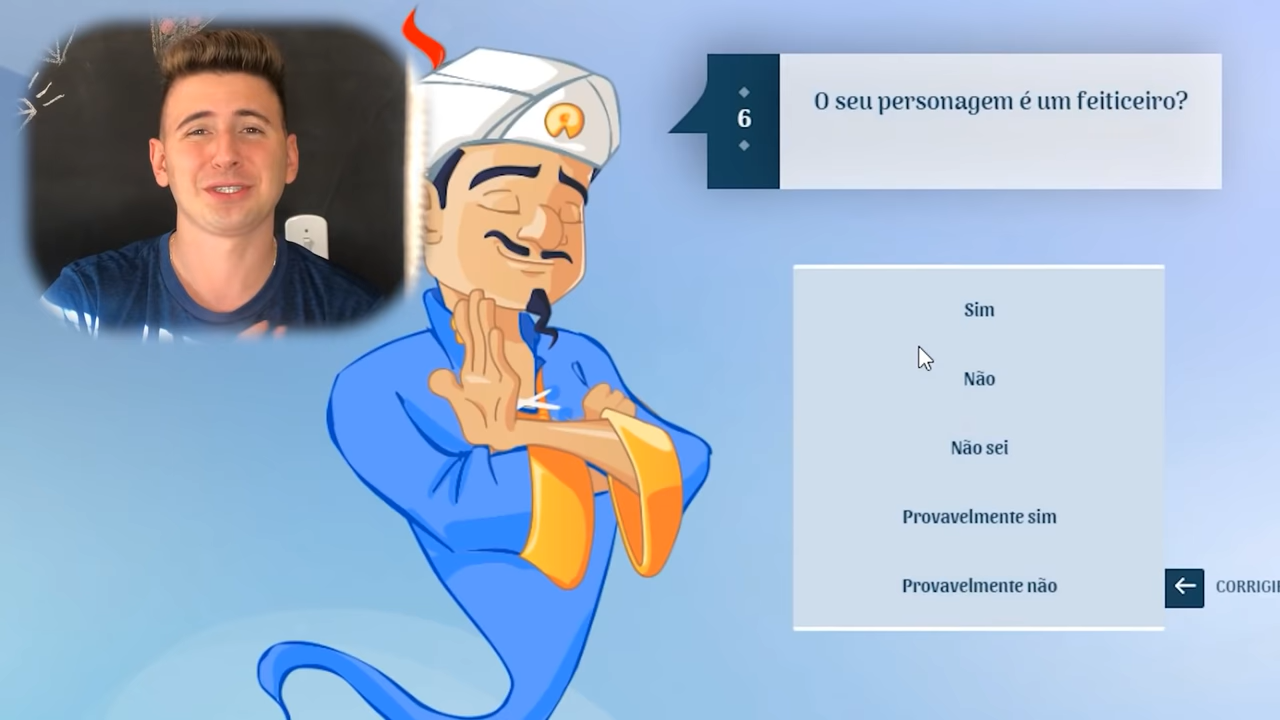 6
O seu personagem é um feiticeiro?
Sim
Não
Não sei
Provavelmente sim
Provavelmente não